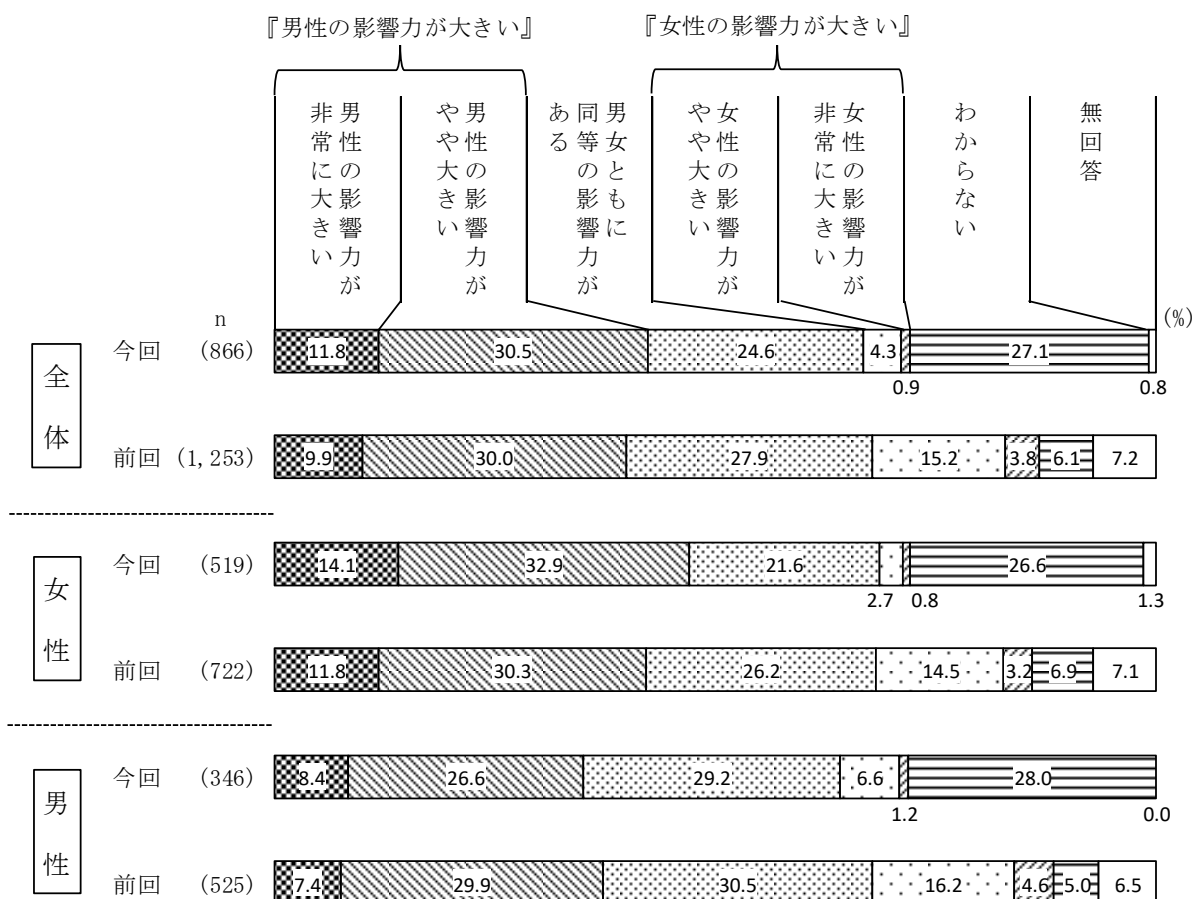 『男性の影響力が大きい』
『女性の影響力が大きい』
男性の影響力が
非常に大きい
男性の影響力が
やや大きい
男女ともに
同等の影響力が
ある
女性の影響力が
やや大きい
女性の影響力が
非常に大きい
わからない
無回答
(%)
n
全体
今回 (866) 11.8 30.5 24.6 4.3 0.9 27.1 0.8
前回 (1,253) 9.9 30.0 27.9 15.2 3.8 6.1 7.2
女性
今回 (519) 14.1 32.9 21.6 2.7 0.8 26.6 1.3
前回 (722) 11.8 30.3 26.2 14.5 3.2 6.9 7.1
男性
今回 (346) 8.4 26.6 29.2 6.6 1.2 28.0 0.0
前回 (525) 7.4 29.9 30.5 16.2 4.6 5.0 6.5